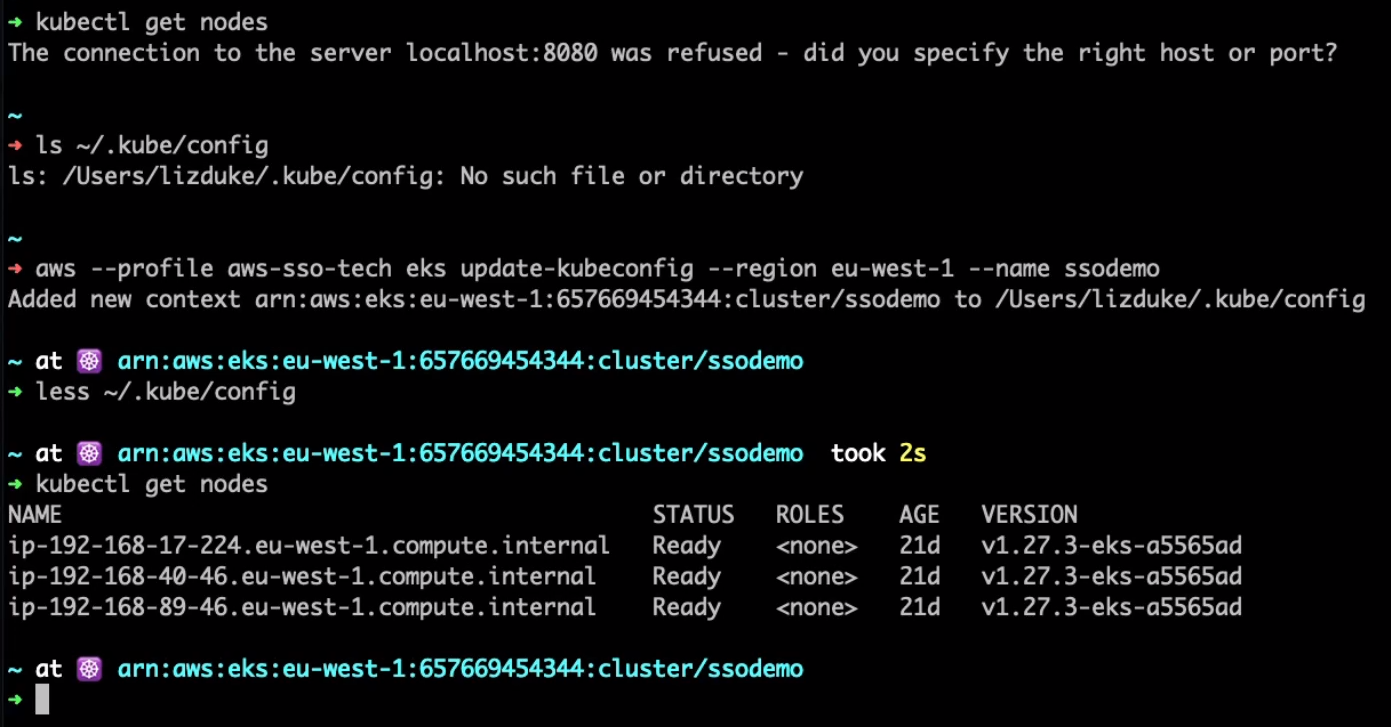 → kubectl get nodes
The connection to the server localhost:8080 was refused - did you specify the right host or port?
~
→ ls ~/.kube/config
ls: /Users/lizduke/.kube/config: No such file or directory
~
→ aws --profile aws-sso-tech eks update-kubeconfig --region eu-west-1 --name ssodemo
Added new context arn:aws:eks:eu-west-1:657669454344:cluster/ssodemo to /Users/lizduke/.kube/config
~ at ☸ arn:aws:eks:eu-west-1:657669454344:cluster/ssodemo
→ less ~/.kube/config
~ at ☸ arn:aws:eks:eu-west-1:657669454344:cluster/ssodemo took 2s
→ kubectl get nodes
NAME STATUS ROLES AGE VERSION
ip-192-168-17-224.eu-west-1.compute.internal Ready <none> 21d v1.27.3-eks-a5565ad
ip-192-168-40-46.eu-west-1.compute.internal Ready <none> 21d v1.27.3-eks-a5565ad
ip-192-168-89-46.eu-west-1.compute.internal Ready <none> 21d v1.27.3-eks-a5565ad
~ at ☸ arn:aws:eks:eu-west-1:657669454344:cluster/ssodemo
→